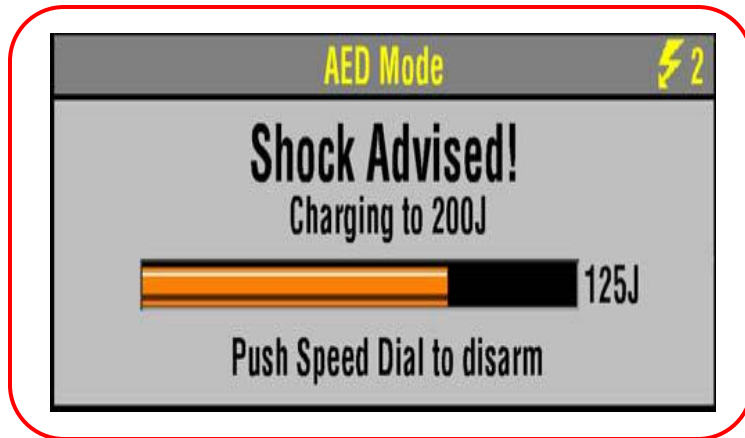 AED Mode 2
Shock Advised!
Charging to 200J
125J
Push Speed Dial to disarm